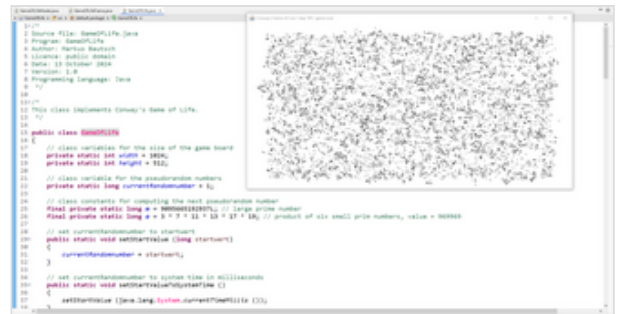 /*
Source file: GameOfLife.java
Program: GameOfLife
Author: Markus Bautsch
Licence: public domain
Date: 13 October 2024
Version: 1.0
Programming language: Java
*/
/*
This class implements Conway's Game of Life.
*/
public class GameOfLife
{
// class variables for the size of the game board
private static int width = 1024;
private static int height = 512;
// class variable for the pseudorandom numbers
private static long currentRandomnumber = 1;
// class constants for computing the next pseudorandom number
final private static long // large prime number
final private static long = 3 * 7 * 11 * 13 * 17 * 19; // product of six small prim numbers, value = 969969
// set currentRandomnumber to startwert
public static void setStartValue (long startwert)
{
currentRandomnumber = startwert;
}
// set currentRandomnumber to system time in milliseconds
public static void setStartValueToSystemTime ()
{
setStartValue (java.lang.System.currentTimeMillis ());